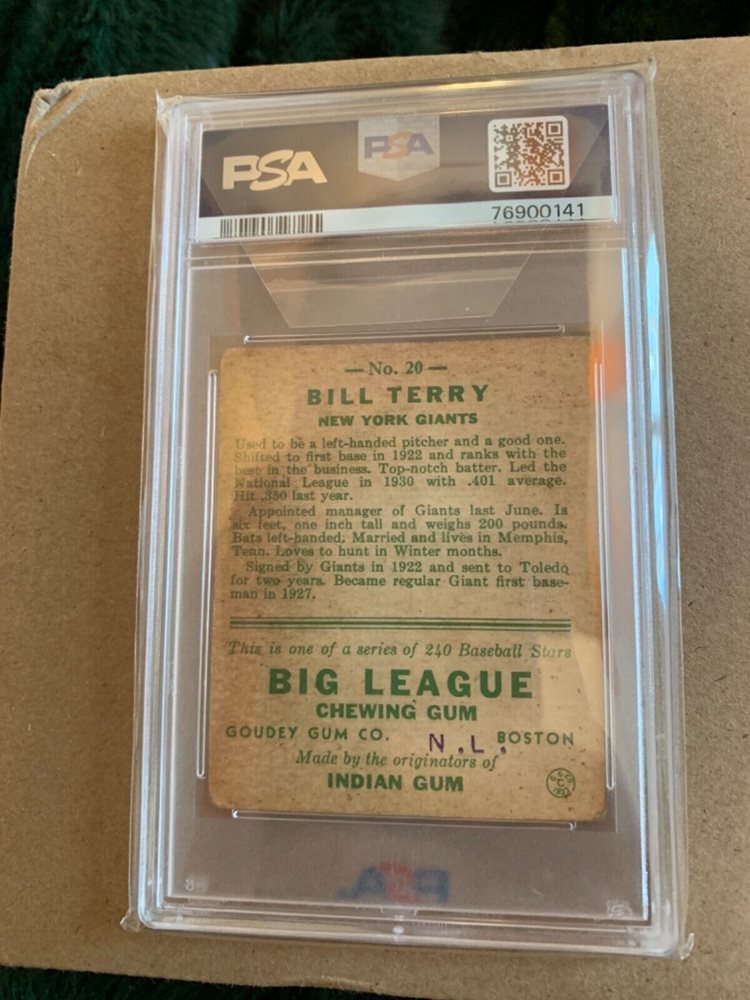 PSA
PSA
76900141
— No. 20 —
BILL TERRY
NEW YORK GIANTS
Used to be a left-handed pitcher and a good one.
Shifted to first base in 1922 and ranks with the
best in the business. Top-notch batter. Led the
National League in 1930 with .401 average.
Hit .350 last year.
Appointed manager of Giants last June. Is
six feet, one inch tall and weighs 200 pounds.
Bats left-handed. Married and lives in Memphis,
Tenn. Loves to hunt in Winter months.
Signed by Giants in 1922 and sent to Toledo
for two years. Became regular Giant first base-
man in 1927.
This is one of a series of 240 Baseball Stars
BIG LEAGUE
CHEWING GUM
GOUDEY GUM CO. BOSTON
N.L.
Made by the originators of
INDIAN GUM